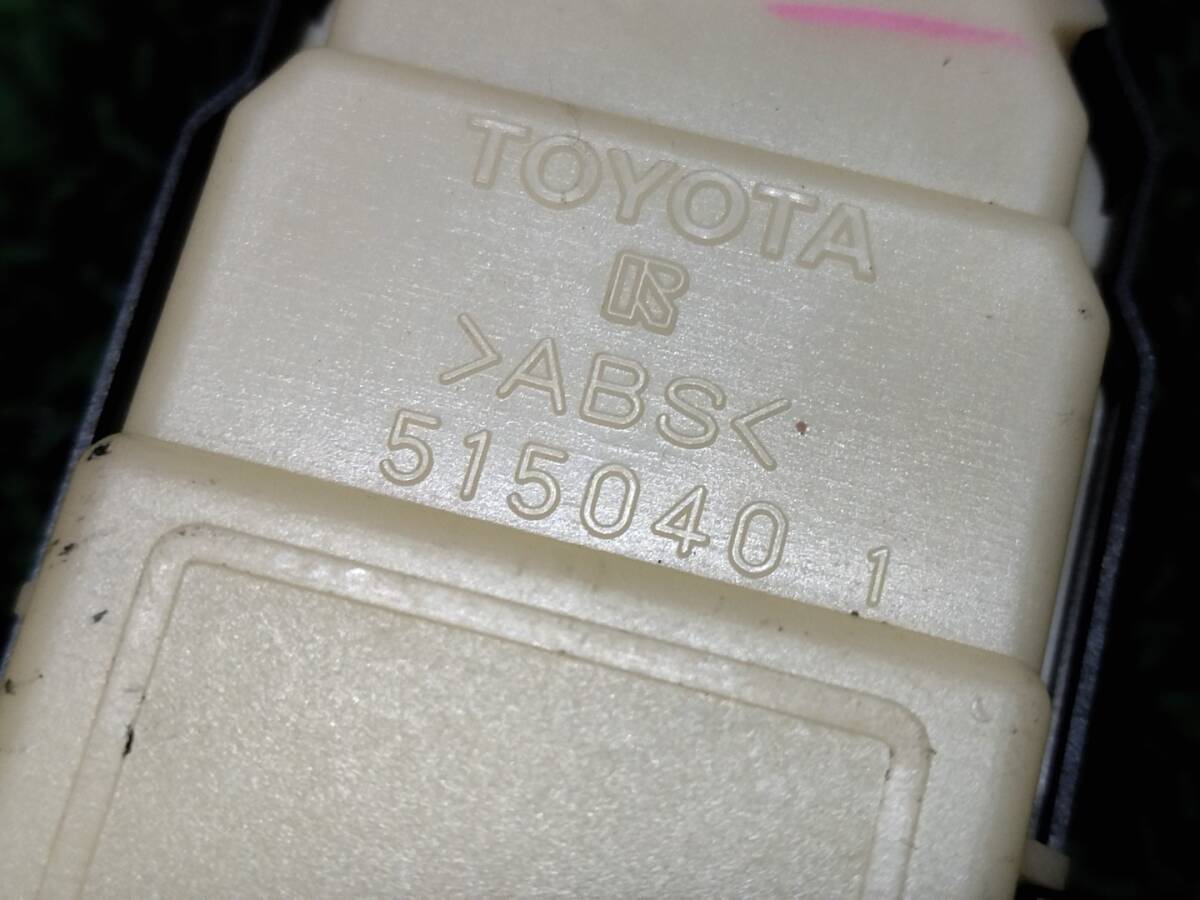 TOYOTA
R
>ABS<
515040 1